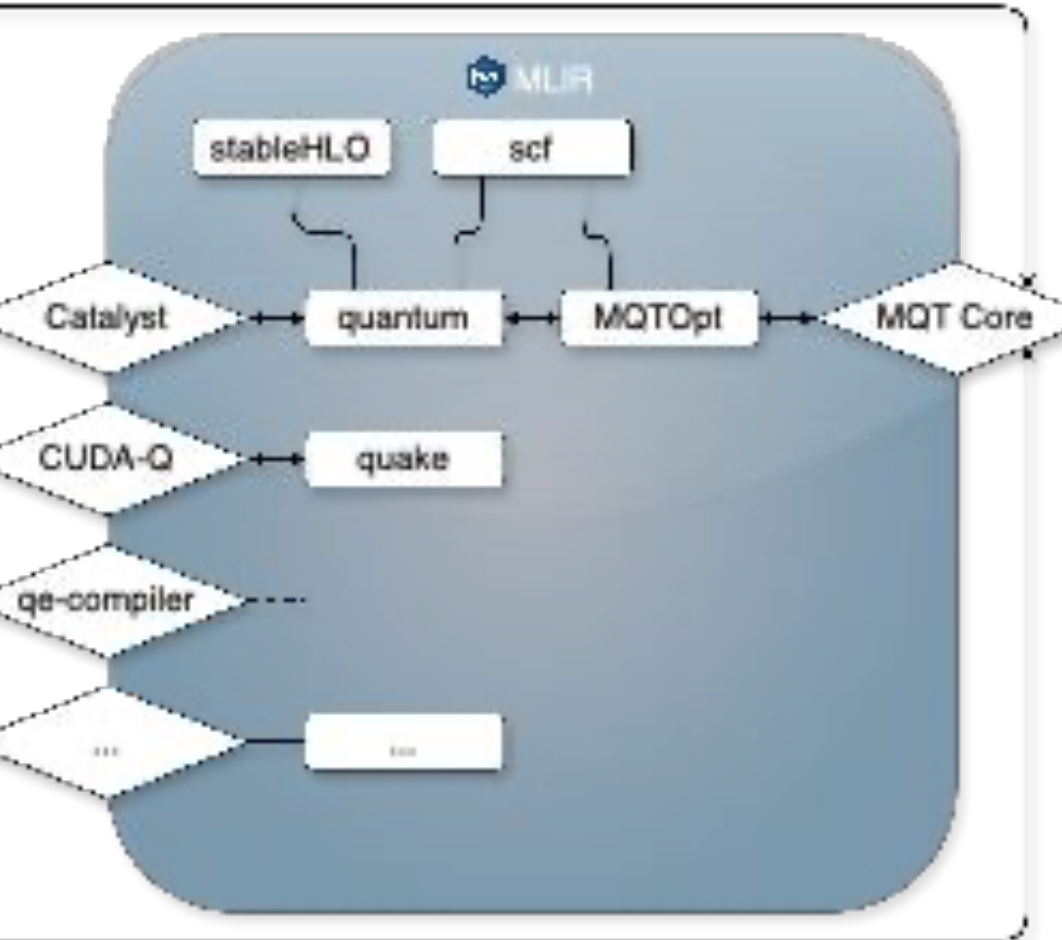 MLIR
stableHLO
scf
Catalyst
quantum
MQTOpt
MQT Core
CUDA-Q
quake
qe-compiler
...
...